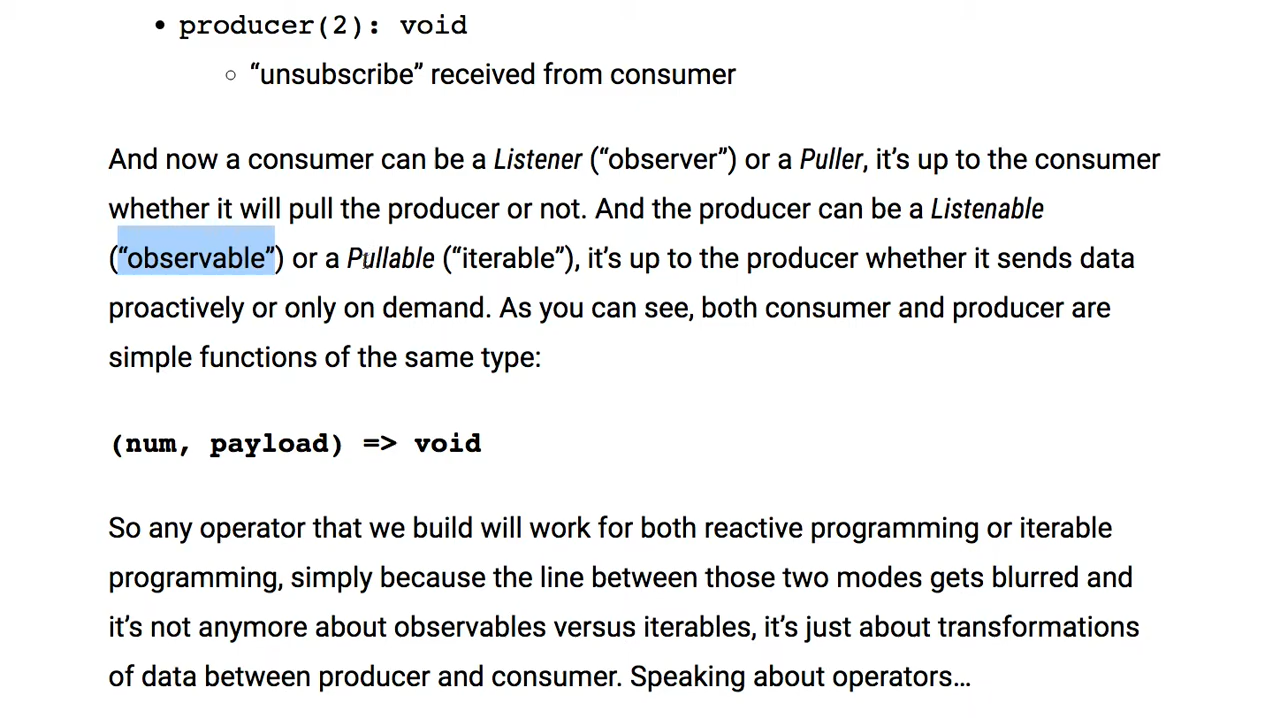 • producer(2): void
○ “unsubscribe” received from consumer
And now a consumer can be a Listener (“observer”) or a Puller, it’s up to the consumer
whether it will pull the producer or not. And the producer can be a Listenable
(“observable”) or a Pullable (“iterable”), it’s up to the producer whether it sends data
proactively or only on demand. As you can see, both consumer and producer are
simple functions of the same type:
(num, payload) => void
So any operator that we build will work for both reactive programming or iterable
programming, simply because the line between those two modes gets blurred and
it’s not anymore about observables versus iterables, it’s just about transformations
of data between producer and consumer. Speaking about operators…